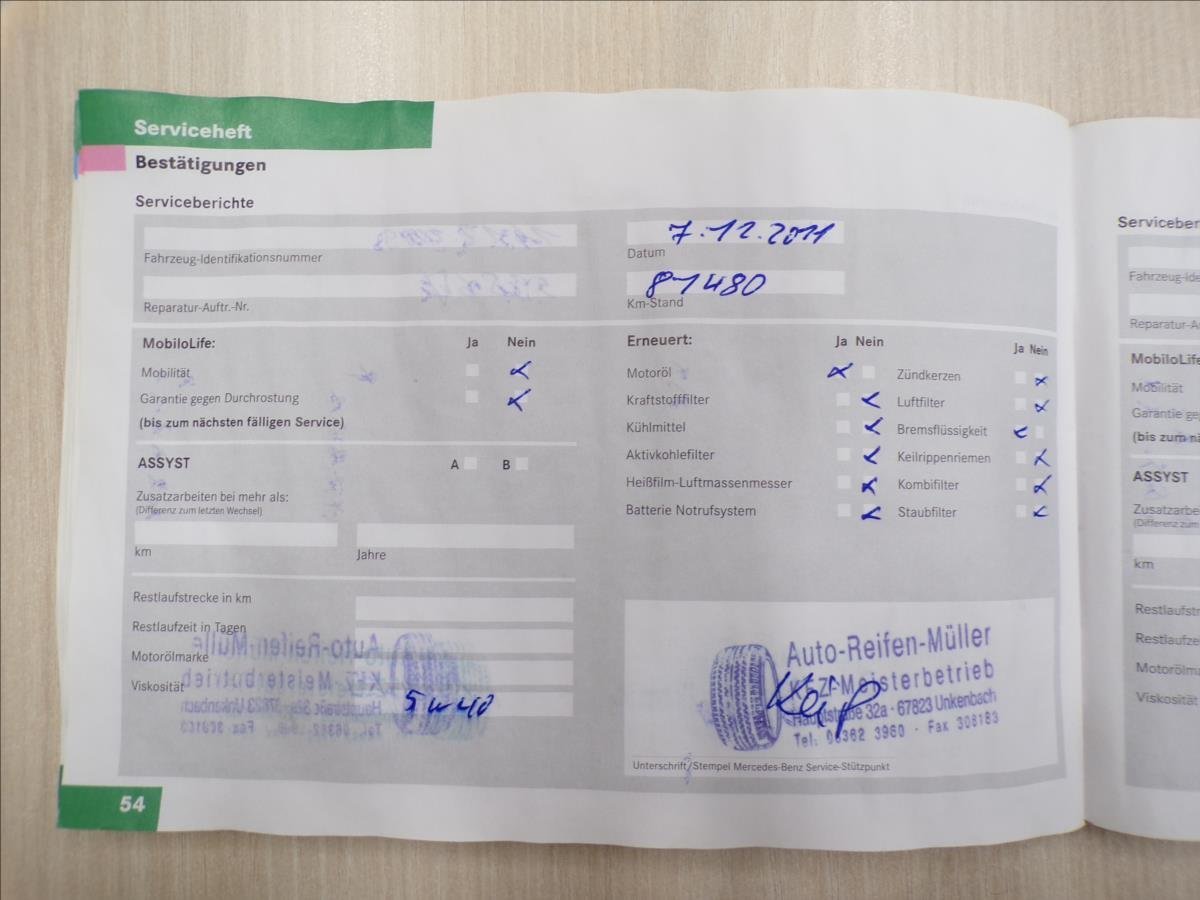 Serviceheft
Bestätigungen
Serviceberichte
Fahrzeug-Identifikationsnummer
Reparatur-Auftr.-Nr.
7.12.2011
Datum
81480
Km-Stand
MobiloLife: Ja Nein
Mobilität
Garantie gegen Durchrostung
(bis zum nächsten fälligen Service)
Erneuert: Ja Nein Ja Nein
Motoröl Zündkerzen
Kraftstofffilter Luftfilter
Kühlmittel Bremsflüssigkeit
Aktivkohlefilter Keilrippenriemen
Heißfilm-Luftmassenmesser Kombifilter
Batterie Notrufsystem Staubfilter
ASSYST A B
Zusatzarbeiten bei mehr als:
(Differenz zum letzten Wechsel)
km Jahre
Restlaufstrecke in km
Restlaufzeit in Tagen
Motorölmarke
Viskosität 5w40
Auto-Reifen-Müller
KFZ-Meisterbetrieb
Hauptstraße 32a · 67823 Unkenbach
Tel: 06362 3960 · Fax 308183
Unterschrift/Stempel Mercedes-Benz Service-Stützpunkt
54
Serviceber
Fahrzeug-Ide
Reparatur-A
MobiloLife
Mobilität
Garantie geg
(bis zum nä
ASSYST
Zusatzarbe
(Differenz zum
km
Restlaufstr
Restlaufze
Motorölma
Viskosität